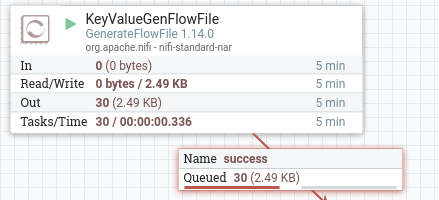 KeyValueGenFlowFile
GenerateFlowFile 1.14.0
org.apache.nifi - nifi-standard-nar
In 0 (0 bytes) 5 min
Read/Write 0 bytes / 2.49 KB 5 min
Out 30 (2.49 KB) 5 min
Tasks/Time 30 / 00:00:00.336 5 min
Name success
Queued 30 (2.49 KB)